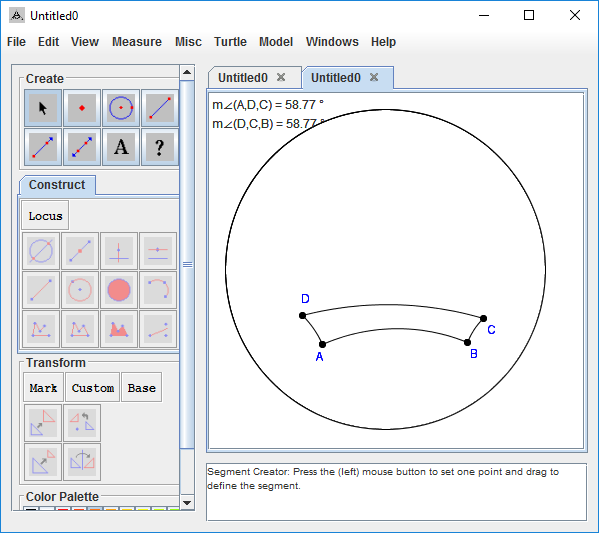 Untitled0
File Edit View Measure Misc Turtle Model Windows Help
Create
A ?
Construct
Locus
Transform
Mark Custom Base
Color Palette
Untitled0 Untitled0
m∠(A,D,C) = 58.77 °
m∠(D,C,B) = 58.77 °
D
C
A
B
Segment Creator: Press the (left) mouse button to set one point and drag to
define the segment.